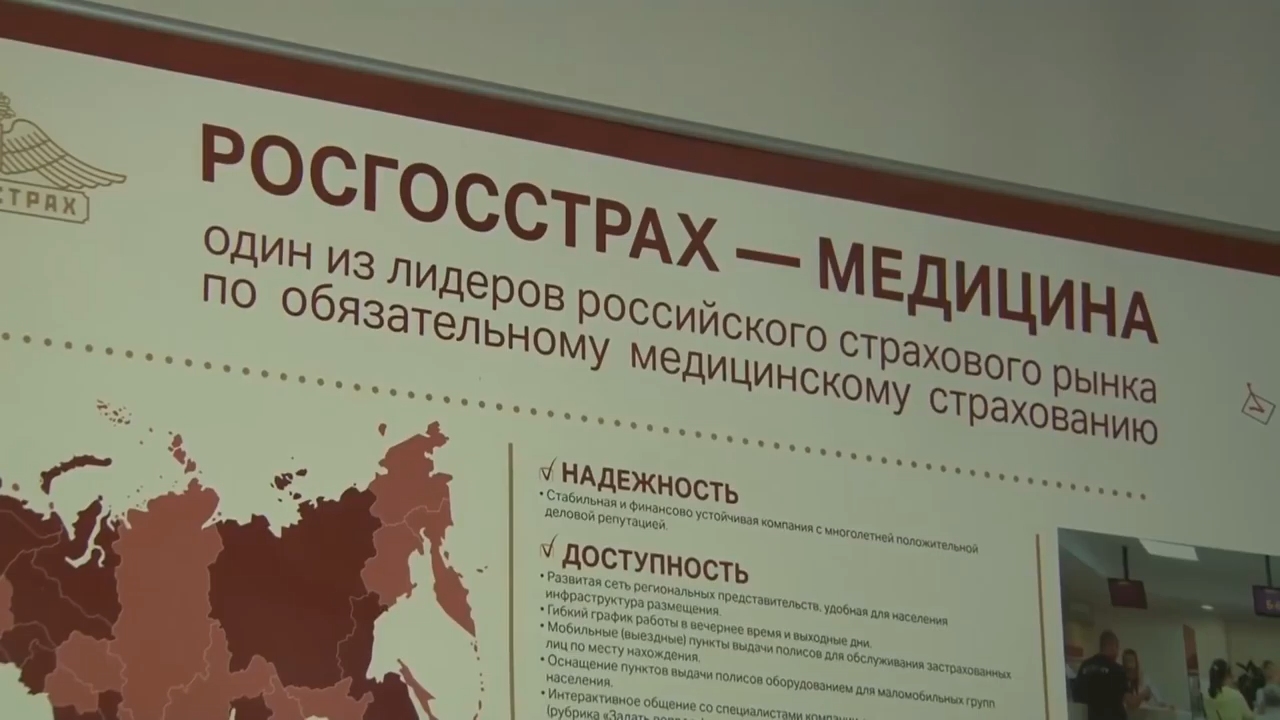 РОСГОССТРАХ — МЕДИЦИНА
один из лидеров российского страхового рынка
по обязательному медицинскому страхованию
СТРАХ
НАДЕЖНОСТЬ
• Стабильная и финансово устойчивая компания с многолетней положительной
деловой репутацией.
ДОСТУПНОСТЬ
• Развитая сеть региональных представительств, удобная для населения
инфраструктура размещения.
• Гибкий график работы в вечернее время и выходные дни.
• Мобильные (выездные) пункты выдачи полисов для обслуживания застрахованных
лиц по месту нахождения.
• Оснащение пунктов выдачи полисов оборудованием для маломобильных групп
населения.
• Интерактивное общение со специалистами
(рубрика «Задать